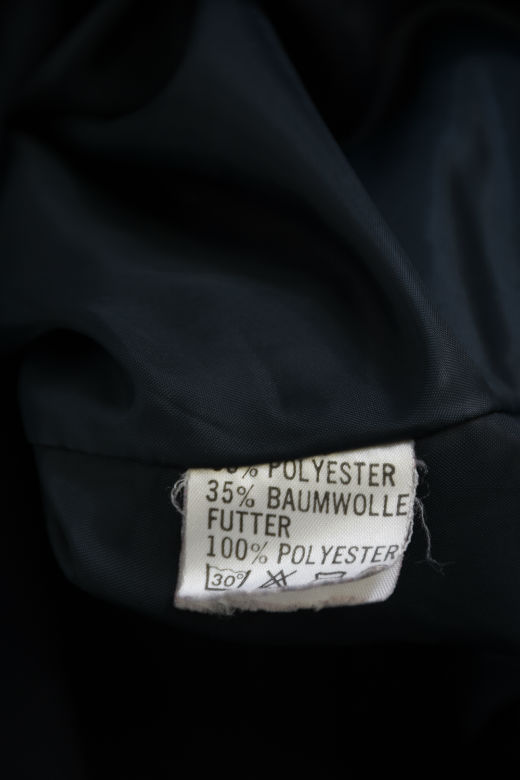 % POLYESTER
35% BAUMWOLLE
FUTTER
100% POLYESTER
30°